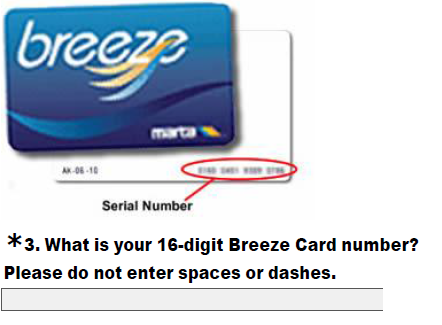 breeze
marta
AK-06-10
Serial Number
*3. What is your 16-digit Breeze Card number?
Please do not enter spaces or dashes.